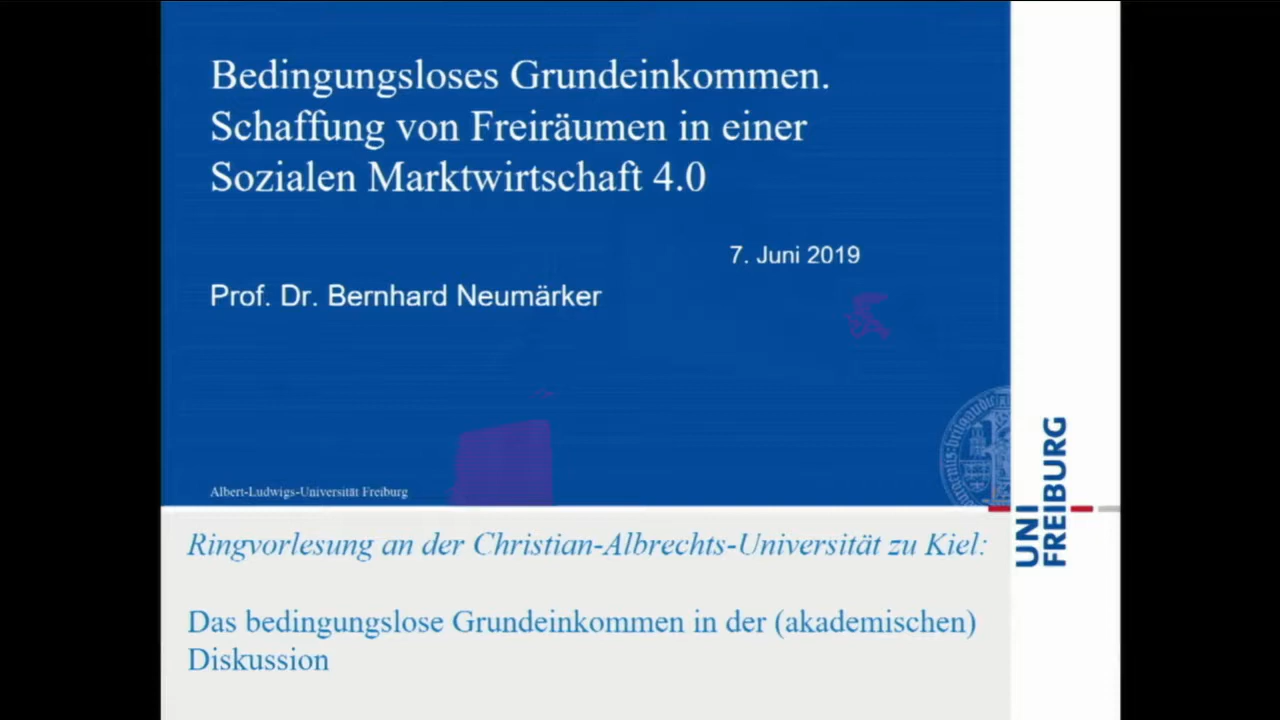 Bedingungsloses Grundeinkommen.
Schaffung von Freiräumen in einer
Sozialen Marktwirtschaft 4.0
7. Juni 2019
Prof. Dr. Bernhard Neumärker
Albert-Ludwigs-Universität Freiburg
UNI
FREIBURG
Ringvorlesung an der Christian-Albrechts-Universität zu Kiel:
Das bedingungslose Grundeinkommen in der (akademischen)
Diskussion